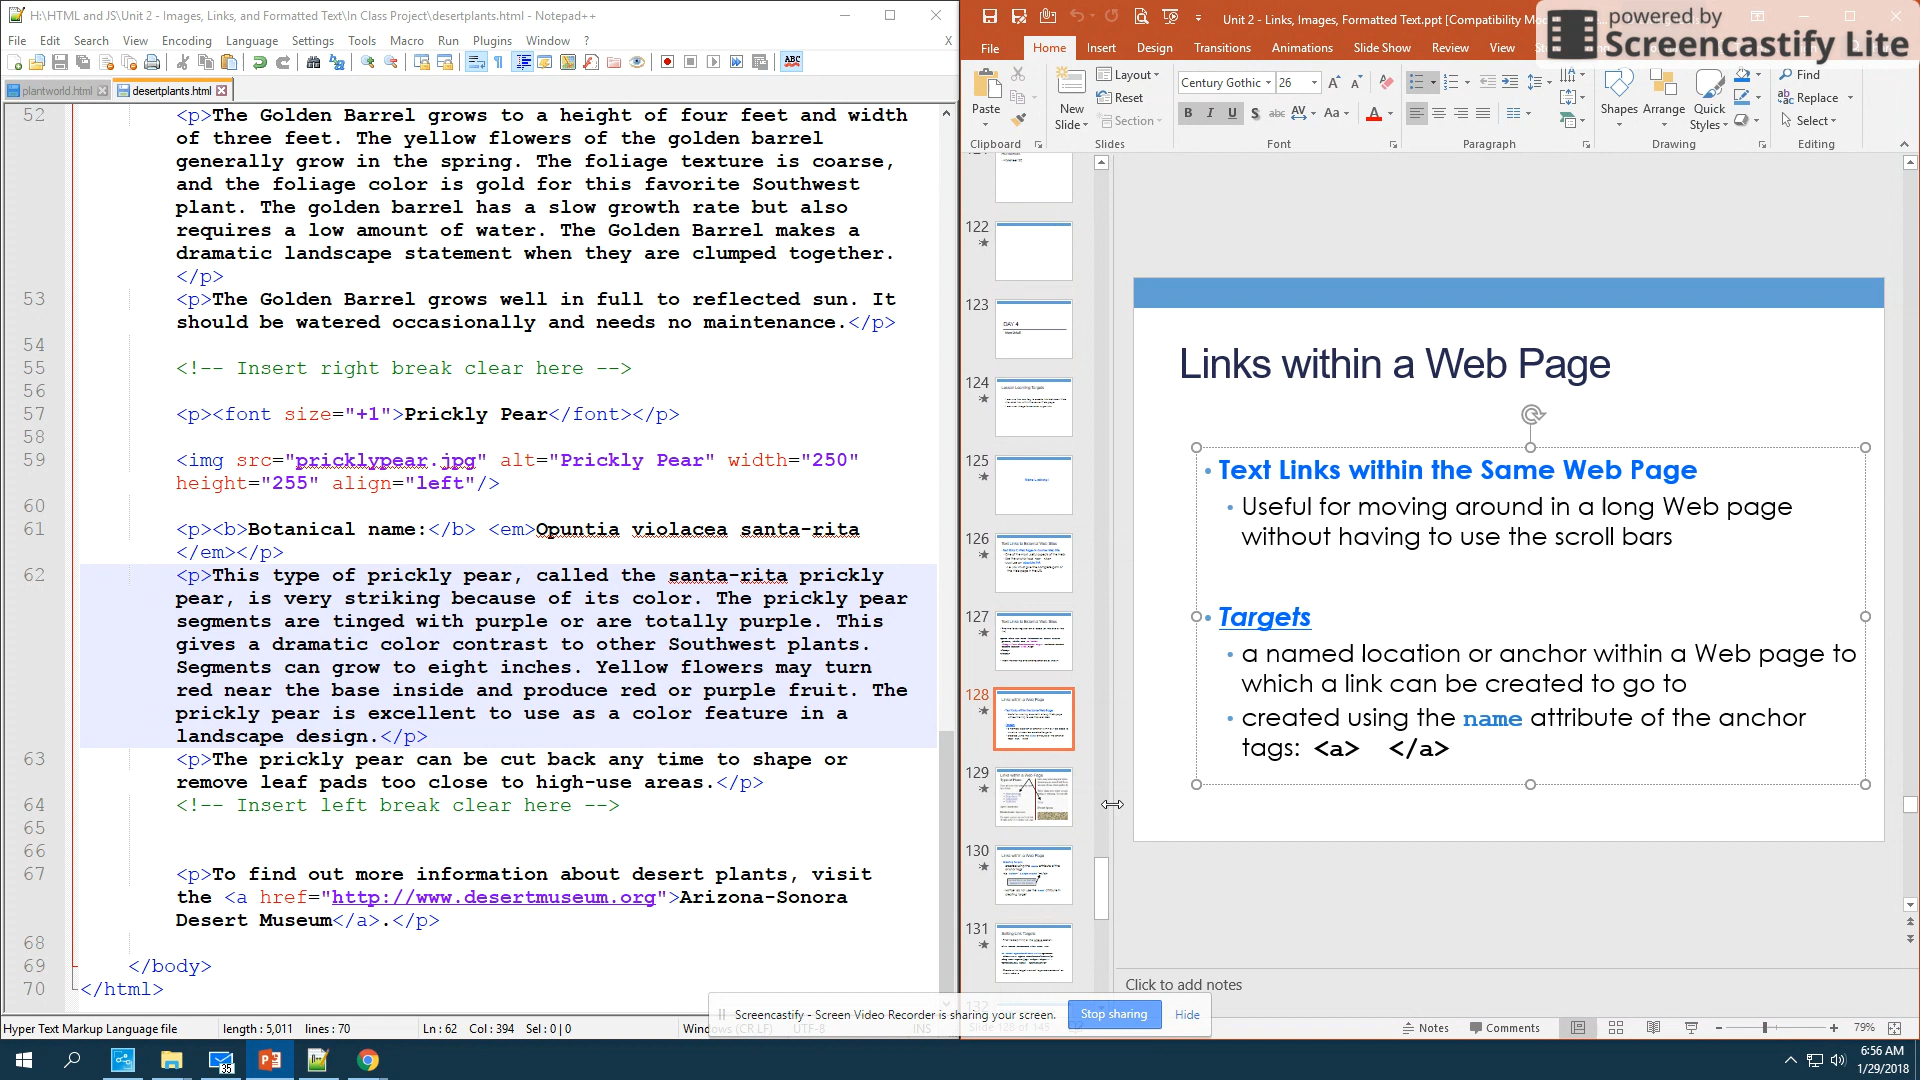 H:\HTML and JS\Unit 2 - Images, Links, and Formatted Text\In Class Project\desertplants.html - Notepad++
File Edit Search View Encoding Language Settings Tools Macro Run Plugins Window ? X
plantworld.html desertplants.html
52 <p>The Golden Barrel grows to a height of four feet and width
of three feet. The yellow flowers of the golden barrel
generally grow in the spring. The foliage texture is coarse,
and the foliage color is gold for this favorite Southwest
plant. The golden barrel has a slow growth rate but also
requires a low amount of water. The Golden Barrel makes a
dramatic landscape statement when they are clumped together.
</p>
53 <p>The Golden Barrel grows well in full to reflected sun. It
should be watered occasionally and needs no maintenance.</p>
54
55 <!-- Insert right break clear here -->
56
57 <p><font size="+1">Prickly Pear</font></p>
58
59 <img src="pricklypear.jpg" alt="Prickly Pear" width="250"
height="255" align="left"/>
60
61 <p><b>Botanical name:</b> <em>Opuntia violacea santa-rita
</em></p>
62 <p>This type of prickly pear, called the santa-rita prickly
pear, is very striking because of its color. The prickly pear
segments are tinged with purple or are totally purple. This
gives a dramatic color contrast to other Southwest plants.
Segments can grow to eight inches. Yellow flowers may turn
red near the base inside and produce red or purple fruit. The
prickly pear is excellent to use as a color feature in a
landscape design.</p>
63 <p>The prickly pear can be cut back any time to shape or
remove leaf pads too close to high-use areas.</p>
64 <!-- Insert left break clear here -->
65
66
67 <p>To find out more information about desert plants, visit
the <a href="http://www.desertmuseum.org">Arizona-Sonora
Desert Museum</a>.</p>
68
69 </body>
70 </html>
Hyper Text Markup Language file length : 5,011 lines : 70 Ln : 62 Col : 394 Sel : 0 | 0 Windows (CR LF) UTF-8 INS
Screencastify - Screen Video Recorder is sharing your screen. Stop sharing Hide
Unit 2 - Links, Images, Formatted Text.ppt [Compatibility Mo
powered by
Screencastify Lite
File Home Insert Design Transitions Animations Slide Show Review View
Paste
Clipboard
New
Slide
Layout
Reset
Section
Slides
Century Gothic 26
Font
Paragraph
Shapes Arrange Quick
Styles
Drawing
Find
Replace
Select
Editing
122
123
DAY 4
124
125
126
127
128
129
130
131
Links within a Web Page
• Text Links within the Same Web Page
• Useful for moving around in a long Web page
without having to use the scroll bars
• Targets
• a named location or anchor within a Web page to
which a link can be created to go to
• created using the name attribute of the anchor
tags: <a> </a>
Click to add notes
Slide 128 of 145
Notes Comments 79%
35
6:56 AM
1/29/2018